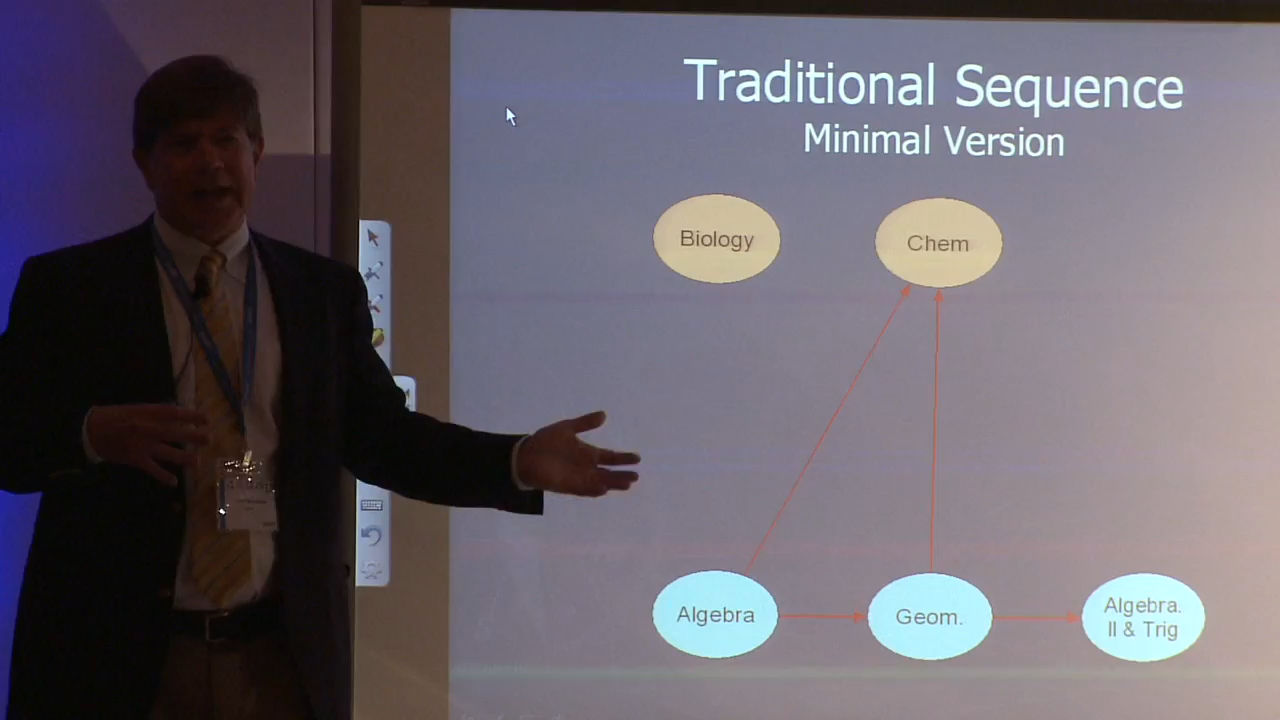 Traditional Sequence
Minimal Version
Biology
Chem
Algebra
Geom.
Algebra.
II & Trig